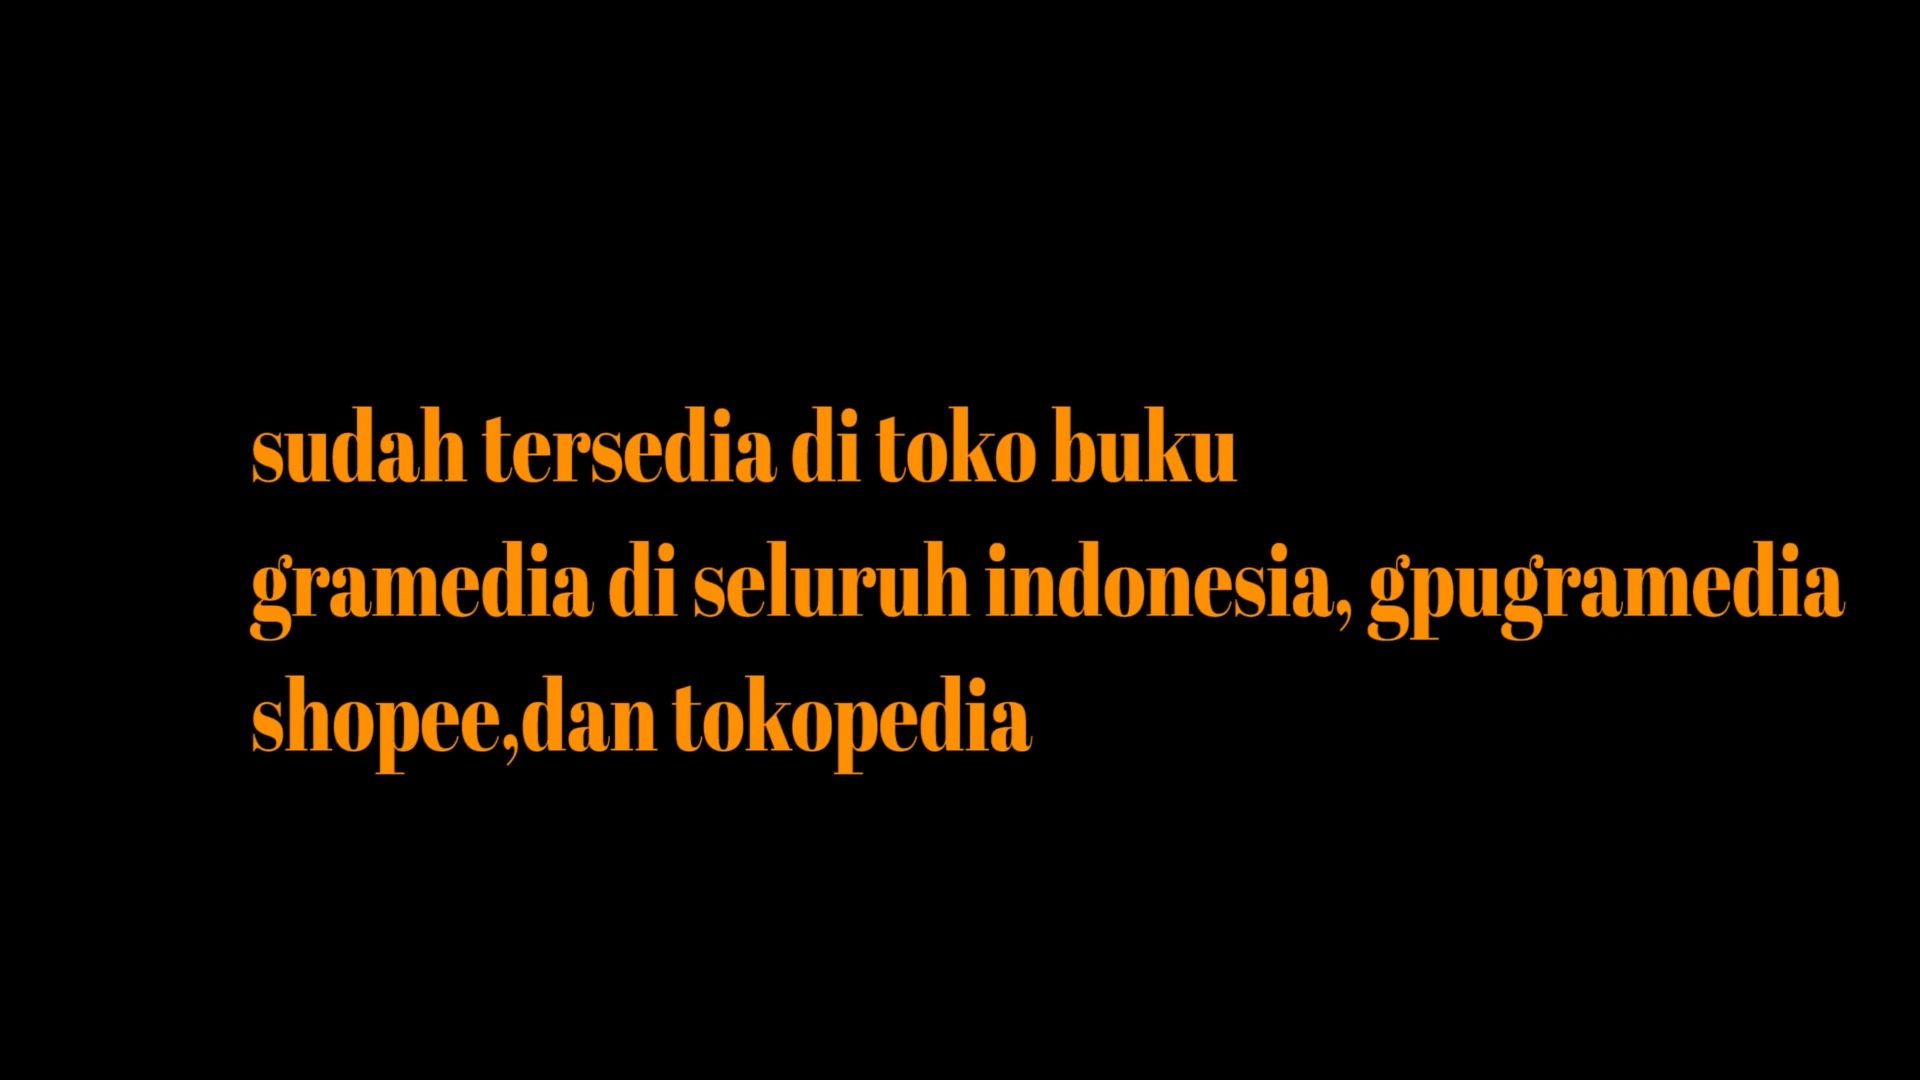 sudah tersedia di toko buku
gramedia di seluruh indonesia, gpugramedia
shopee,dan tokopedia